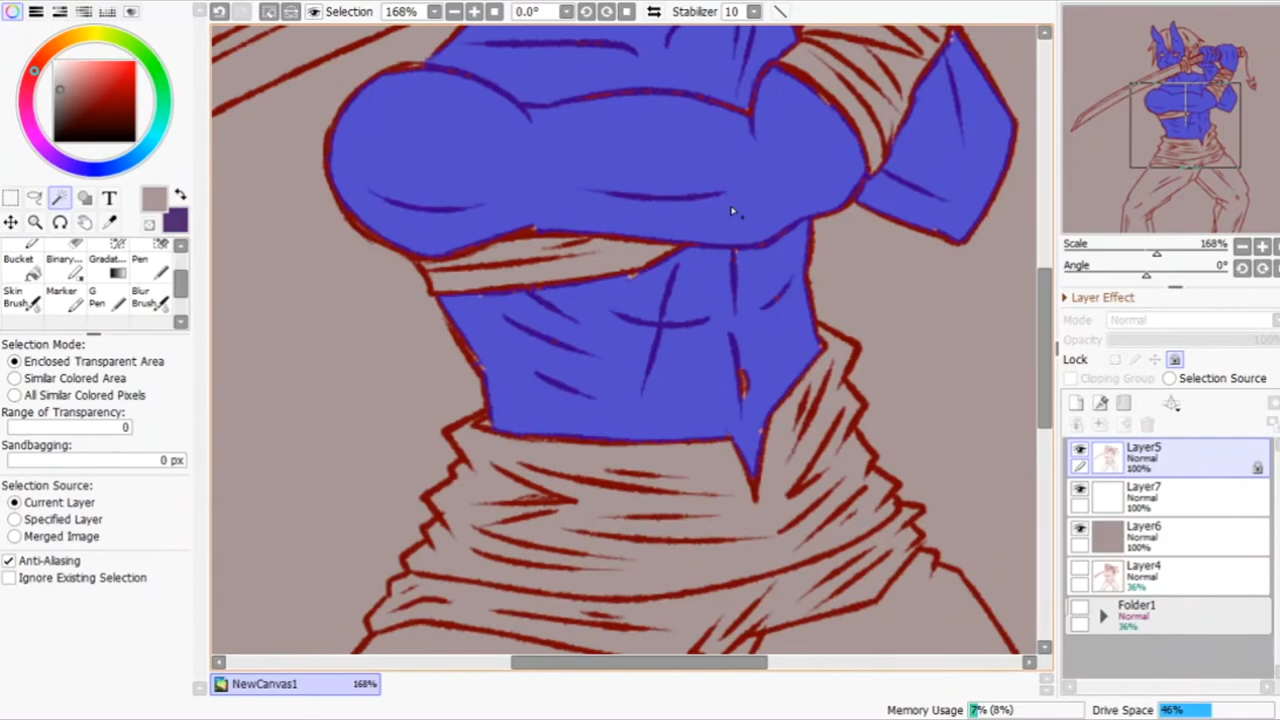 Selection 168% 0.0° Stabilizer 10
T
Bucket Binary... Gradat... Pen
Skin Brush Marker G Pen Blur Brush
Selection Mode:
Enclosed Transparent Area
Similar Colored Area
All Similar Colored Pixels
Range of Transparency:
0
Sandbagging:
0 px
Selection Source:
Current Layer
Specified Layer
Merged Image
Anti-Aliasing
Ignore Existing Selection
NewCanvas1 168%
Scale 168%
Angle 0°
Layer Effect
Mode Normal
Opacity 100%
Lock
Clipping Group Selection Source
Layer5
Normal
100%
Layer7
Normal
100%
Layer6
Normal
100%
Layer4
Normal
36%
Folder1
Normal
36%
Memory Usage 7% (8%) Drive Space 46%